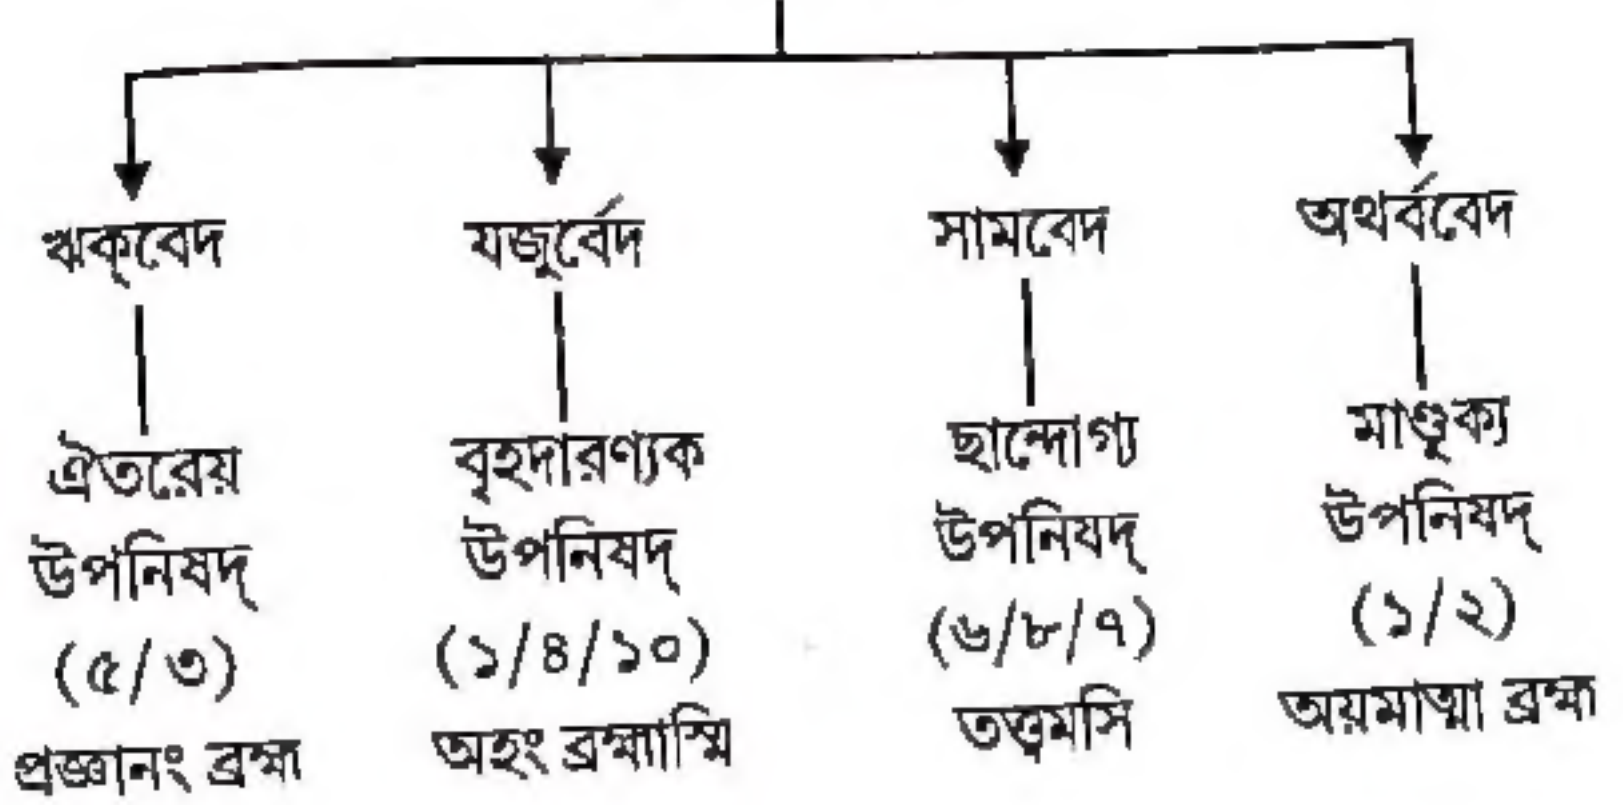 ঋক্‌বেদ
ঐতরেয়
উপনিষদ্
(৫/৩)
প্রজ্ঞানং ব্রহ্ম
যজুর্বেদ
বৃহদারণ্যক
উপনিষদ্
(১/৪/১০)
অহং ব্রহ্মাস্মি
সামবেদ
ছান্দোগ্য
উপনিষদ্
(৬/৮/৭)
তত্ত্বমসি
অথর্ববেদ
মাণ্ডূক্য
উপনিষদ্
(১/২)
অয়মাত্মা ব্রহ্ম